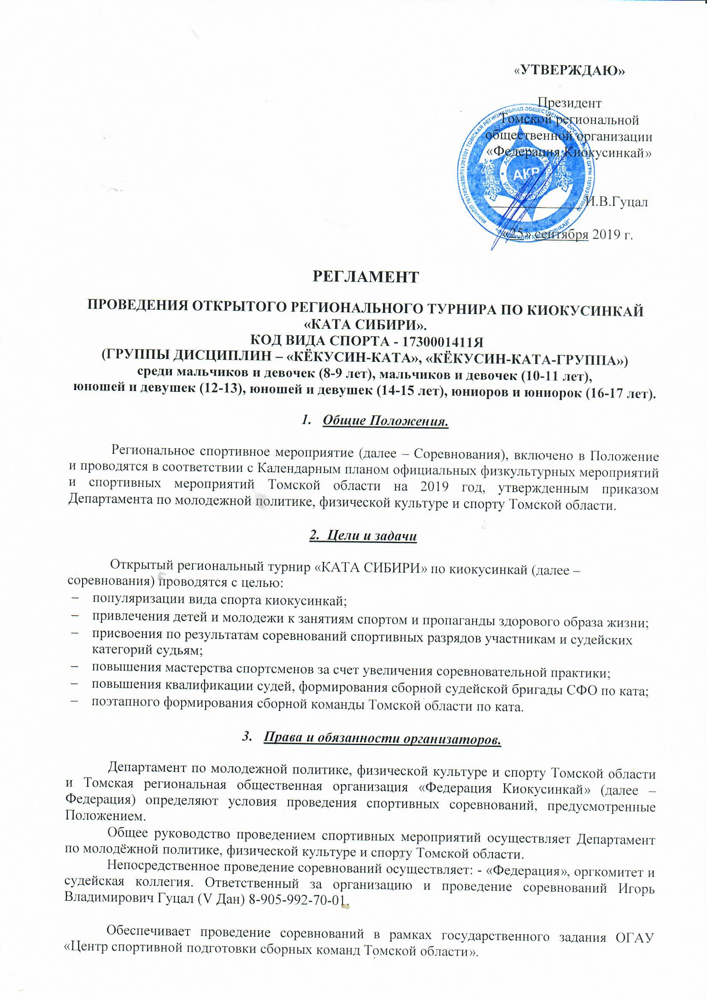 «УТВЕРЖДАЮ»
Президент
Томской региональной
общественной организации
«Федерация Киокусинкай»
И.В.Гуцал
«25» сентября 2019 г.
АКР
РЕГЛАМЕНТ
ПРОВЕДЕНИЯ ОТКРЫТОГО РЕГИОНАЛЬНОГО ТУРНИРА ПО КИОКУСИНКАЙ
«КАТА СИБИРИ».
КОД ВИДА СПОРТА - 1730001411Я
(ГРУППЫ ДИСЦИПЛИН – «КЁКУСИН-КАТА», «КЁКУСИН-КАТА-ГРУППА»)
среди мальчиков и девочек (8-9 лет), мальчиков и девочек (10-11 лет),
юношей и девушек (12-13), юношей и девушек (14-15 лет), юниоров и юниорок (16-17 лет).
1. Общие Положения.
Региональное спортивное мероприятие (далее – Соревнования), включено в Положение
и проводятся в соответствии с Календарным планом официальных физкультурных мероприятий
и спортивных мероприятий Томской области на 2019 год, утвержденным приказом
Департамента по молодежной политике, физической культуре и спорту Томской области.
2. Цели и задачи
Открытый региональный турнир «КАТА СИБИРИ» по киокусинкай (далее –
соревнования) проводятся с целью:
– популяризации вида спорта киокусинкай;
– привлечения детей и молодежи к занятиям спортом и пропаганды здорового образа жизни;
– присвоения по результатам соревнований спортивных разрядов участникам и судейских
категорий судьям;
– повышения мастерства спортсменов за счет увеличения соревновательной практики;
– повышения квалификации судей, формирования сборной судейской бригады СФО по ката;
– поэтапного формирования сборной команды Томской области по ката.
3. Права и обязанности организаторов.
Департамент по молодежной политике, физической культуре и спорту Томской области
и Томская региональная общественная организация «Федерация Киокусинкай» (далее –
Федерация) определяют условия проведения спортивных соревнований, предусмотренные
Положением.
Общее руководство проведением спортивных мероприятий осуществляет Департамент
по молодёжной политике, физической культуре и спорту Томской области.
Непосредственное проведение соревнований осуществляет: - «Федерация», оргкомитет и
судейская коллегия. Ответственный за организацию и проведение соревнований Игорь
Владимирович Гуцал (V Дан) 8-905-992-70-01.
Обеспечивает проведение соревнований в рамках государственного задания ОГАУ
«Центр спортивной подготовки сборных команд Томской области».